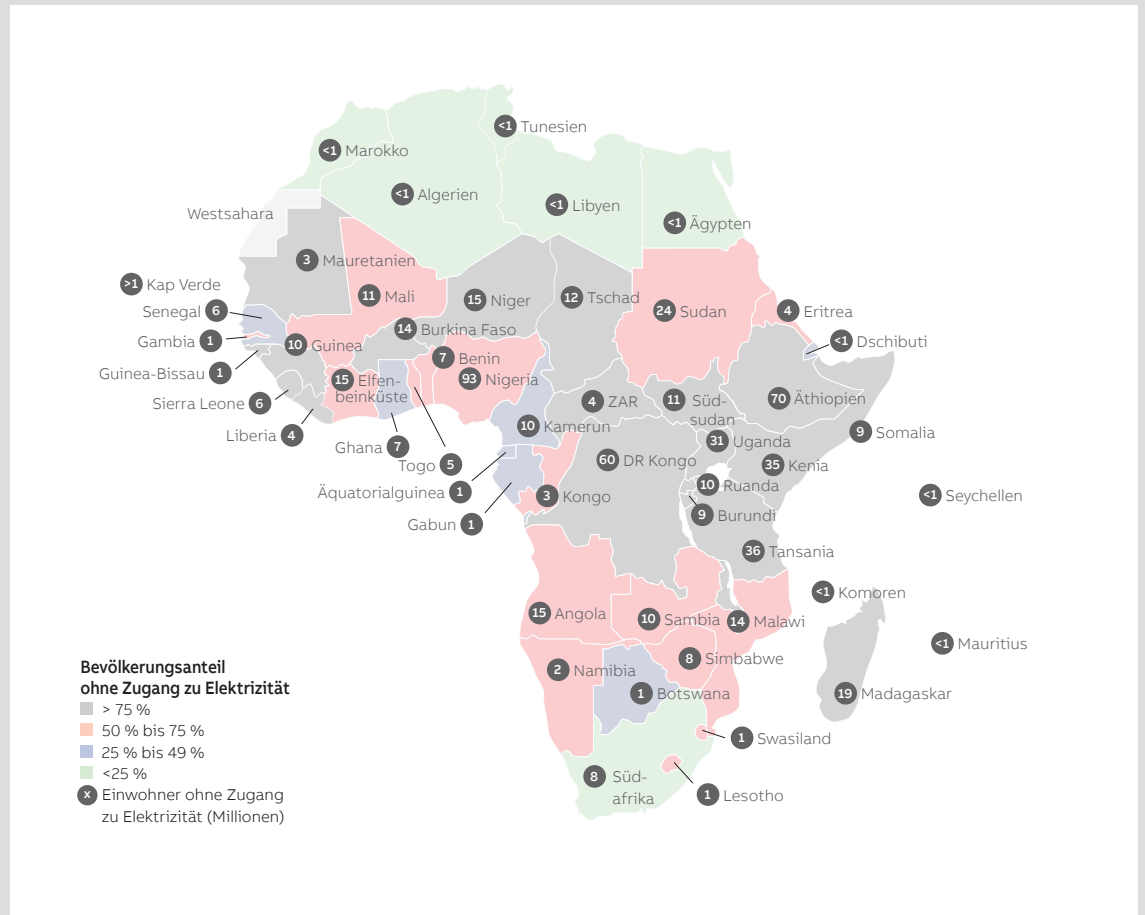 <1 Tunesien
<1 Marokko
<1 Algerien
<1 Libyen
Westsahara
<1 Ägypten
3 Mauretanien
>1 Kap Verde
11 Mali
15 Niger
12 Tschad
24 Sudan
4 Eritrea
Senegal 6
14 Burkina Faso
Gambia 1
10 Guinea
<1 Dschibuti
7 Benin
Guinea-Bissau 1
15 Elfen-
beinküste
93 Nigeria
Sierra Leone 6
4 ZAR
11 Süd-
sudan
70 Äthiopien
Liberia 4
10 Kamerun
9 Somalia
Ghana 7
31 Uganda
Togo 5
60 DR Kongo
35 Kenia
Äquatorialguinea 1
10 Ruanda
3 Kongo
<1 Seychellen
Gabun 1
9 Burundi
36 Tansania
<1 Komoren
15 Angola
10 Sambia
14 Malawi
<1 Mauritius
8 Simbabwe
2 Namibia
1 Botswana
19 Madagaskar
1 Swasiland
8 Süd-
afrika
1 Lesotho
Bevölkerungsanteil
ohne Zugang zu Elektrizität
> 75 %
50 % bis 75 %
25 % bis 49 %
<25 %
x Einwohner ohne Zugang
zu Elektrizität (Millionen)